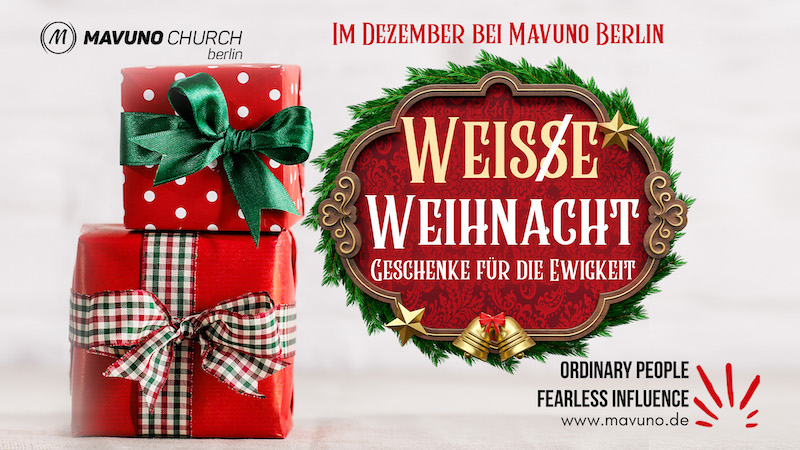 M MAVUNO CHURCH
berlin
IM DEZEMBER BEI MAVUNO BERLIN
WEISSE
WEIHNACHT
GESCHENKE FÜR DIE EWIGKEIT
ORDINARY PEOPLE
FEARLESS INFLUENCE
www.mavuno.de